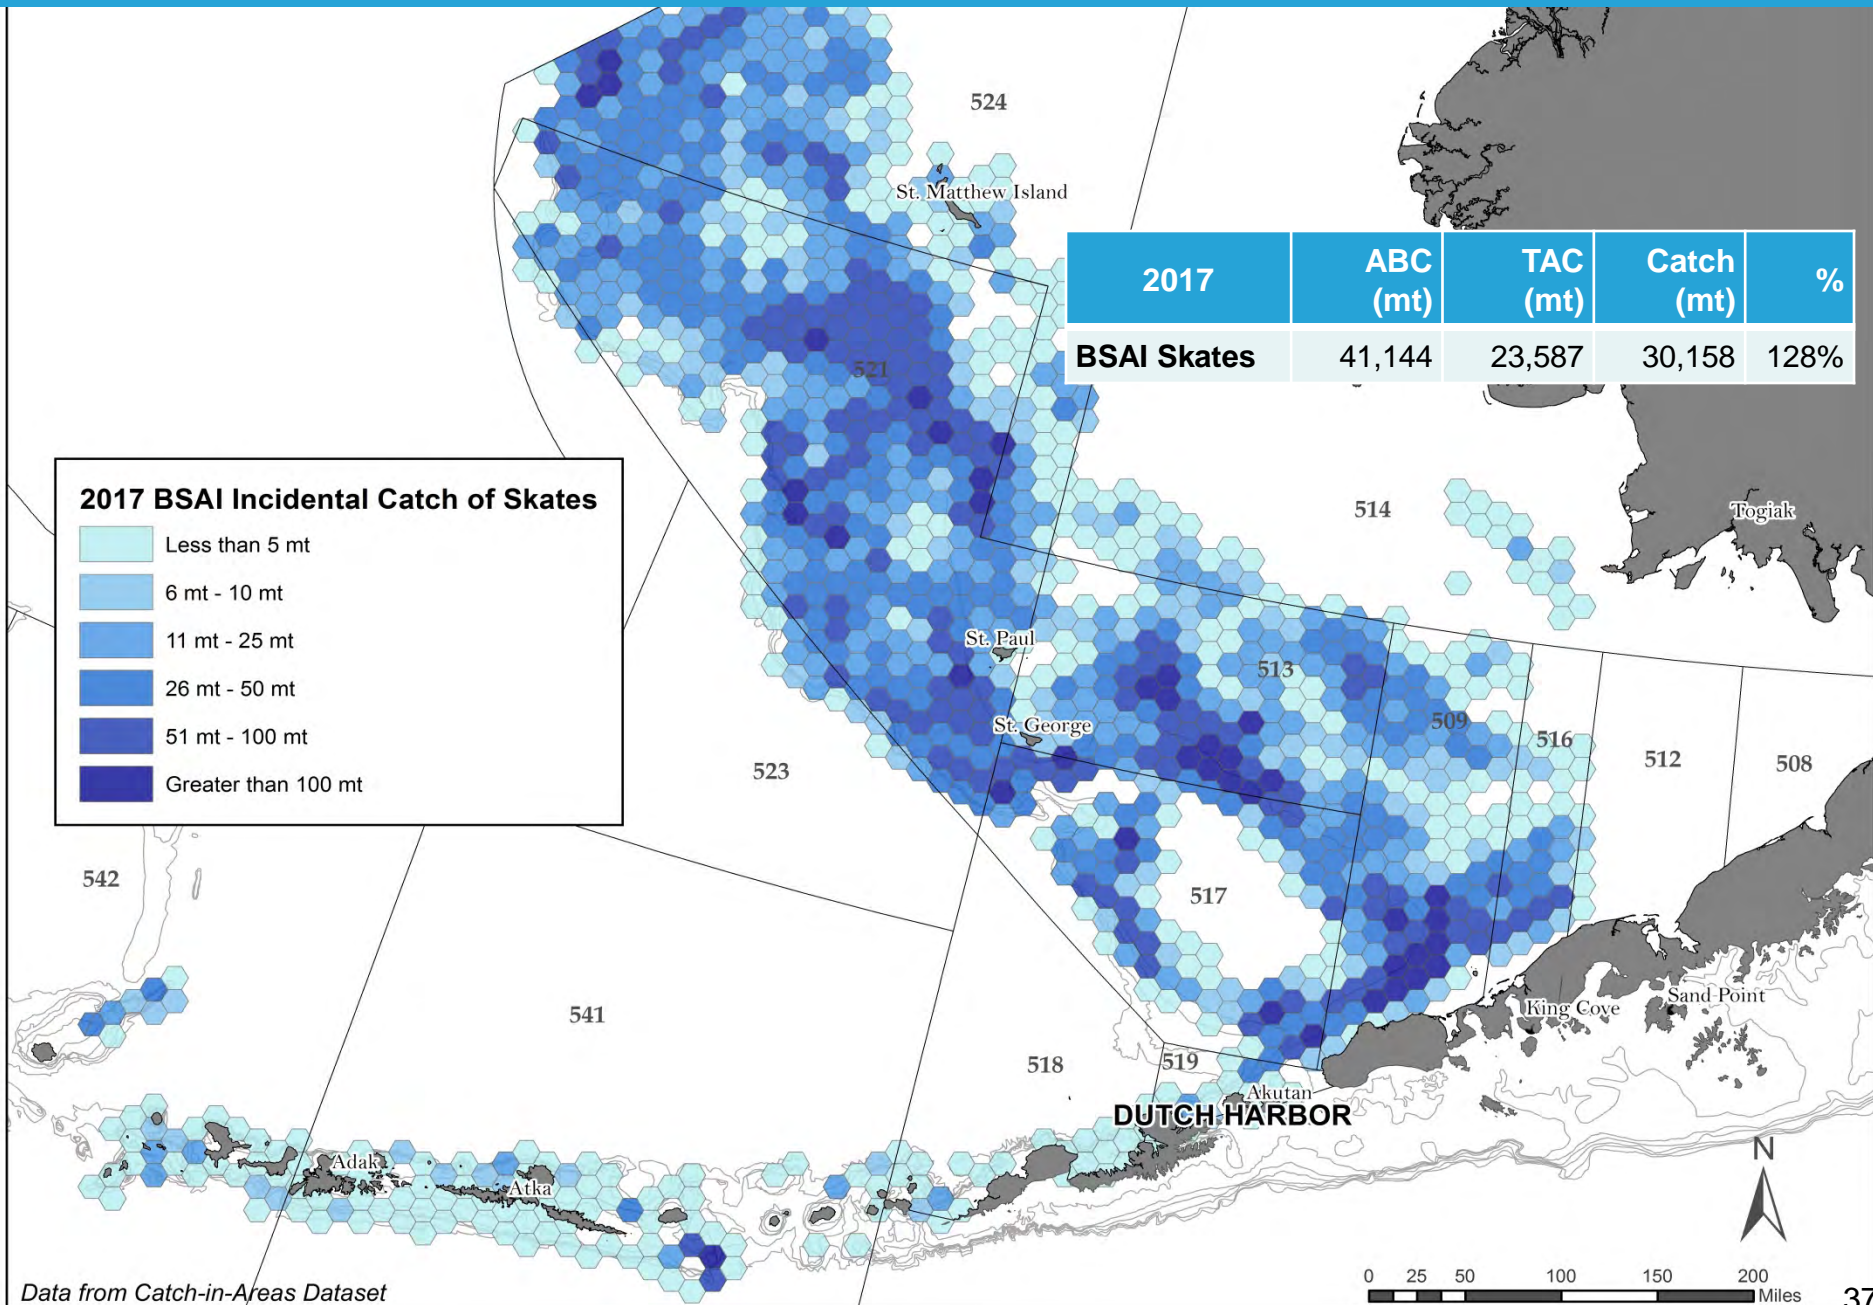 524
St. Matthew Island
2017 ABC (mt) TAC (mt) Catch (mt) %
BSAI Skates 41,144 23,587 30,158 128%
521
2017 BSAI Incidental Catch of Skates
Less than 5 mt
6 mt - 10 mt
11 mt - 25 mt
26 mt - 50 mt
51 mt - 100 mt
Greater than 100 mt
514
Togiak
St. Paul
513
St. George
509
516
512
508
523
517
542
541
518
519
King Cove
Sand Point
Akutan
DUTCH HARBOR
Adak
Atka
N
0 25 50 100 150 200
Miles
Data from Catch-in-Areas Dataset
37